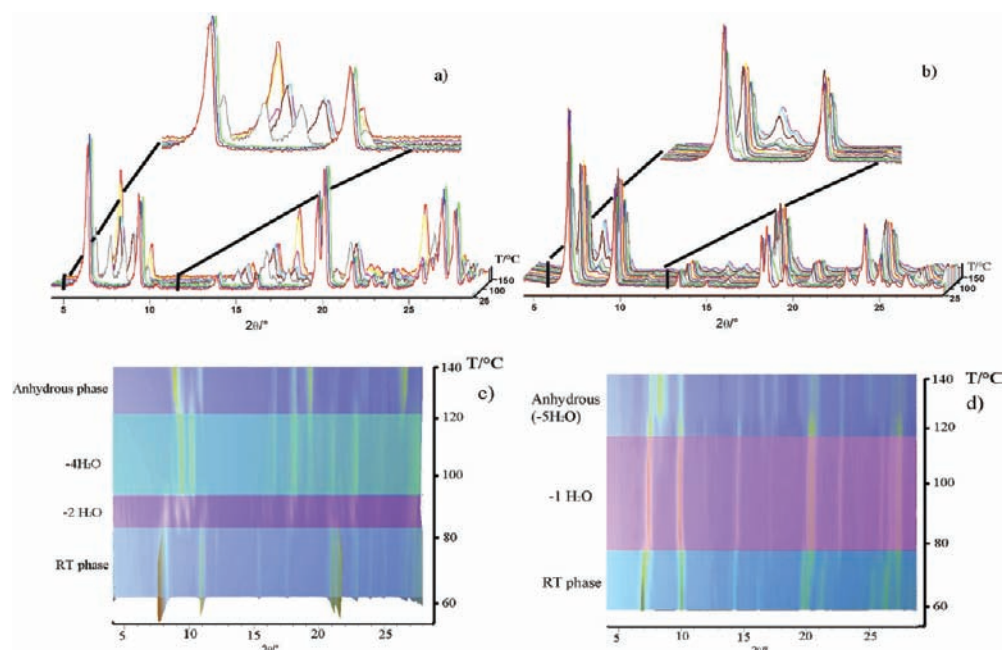 a)
T/°C
150
100
25
5 10 15 20 25
2θ/°
b)
T/°C
150
100
25
5 10 15 20 25
2θ/°
c)
T/°C
140
120
100
80
60
Anhydrous phase
-4H₂O
-2 H₂O
RT phase
5 10 15 20 25
d)
T/°C
140
120
100
80
60
Anhydrous
(-5H₂O)
-1 H₂O
RT phase
5 10 15 20 25